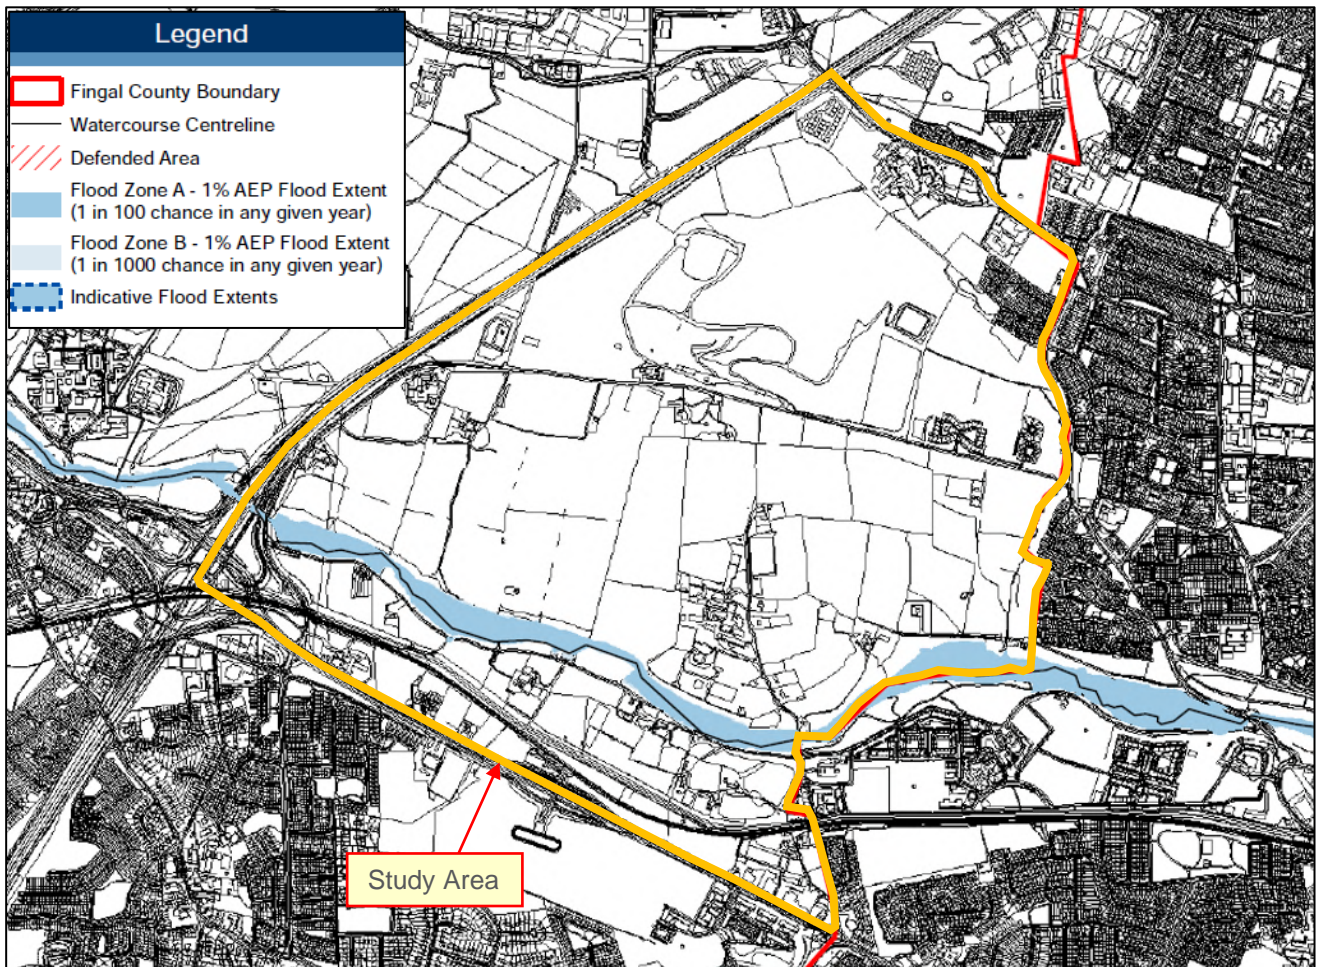 Legend
Fingal County Boundary
Watercourse Centreline
Defended Area
Flood Zone A - 1% AEP Flood Extent
(1 in 100 chance in any given year)
Flood Zone B - 1% AEP Flood Extent
(1 in 1000 chance in any given year)
Indicative Flood Extents
Study Area